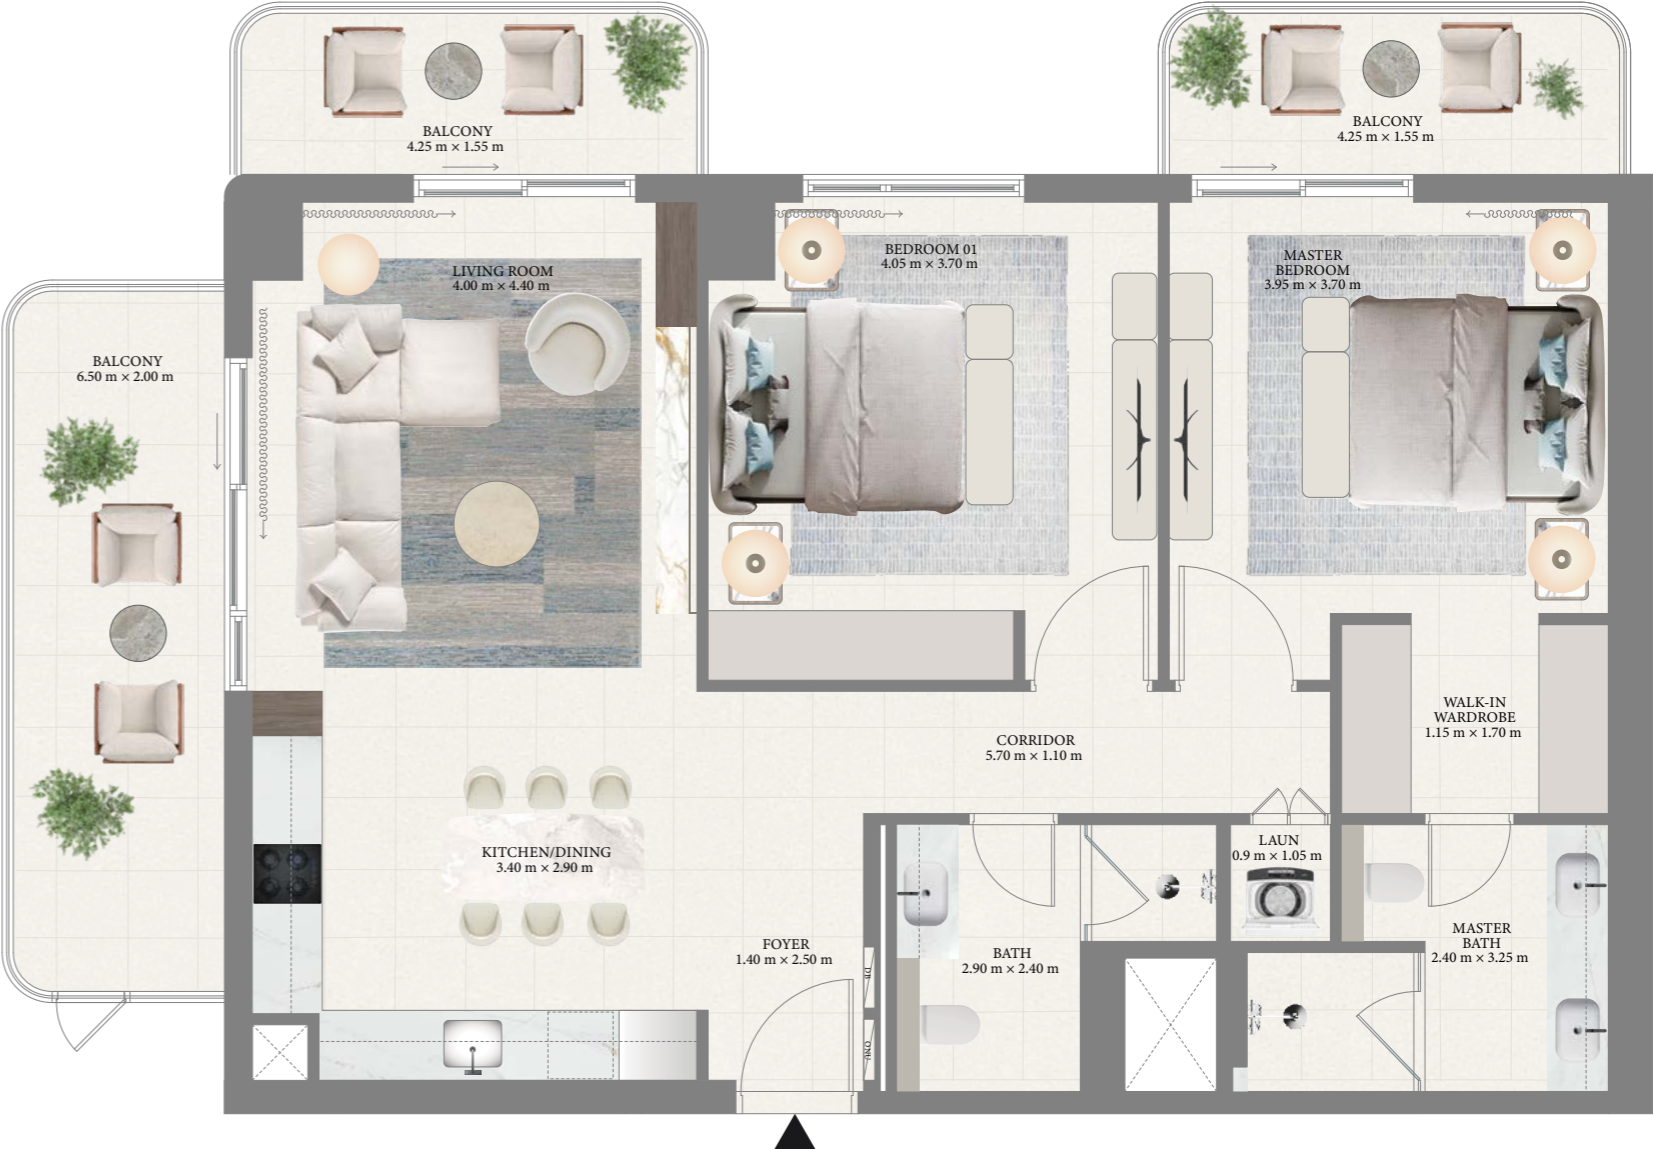 BALCONY
4.25 m × 1.55 m
BALCONY
4.25 m × 1.55 m
LIVING ROOM
4.00 m × 4.40 m
BEDROOM 01
4.05 m × 3.70 m
MASTER
BEDROOM
3.95 m × 3.70 m
BALCONY
6.50 m × 2.00 m
WALK-IN
WARDROBE
1.15 m × 1.70 m
CORRIDOR
5.70 m × 1.10 m
KITCHEN/DINING
3.40 m × 2.90 m
LAUN
0.9 m × 1.05 m
FOYER
1.40 m × 2.50 m
BATH
2.90 m × 2.40 m
MASTER
BATH
2.40 m × 3.25 m
DB
ONU